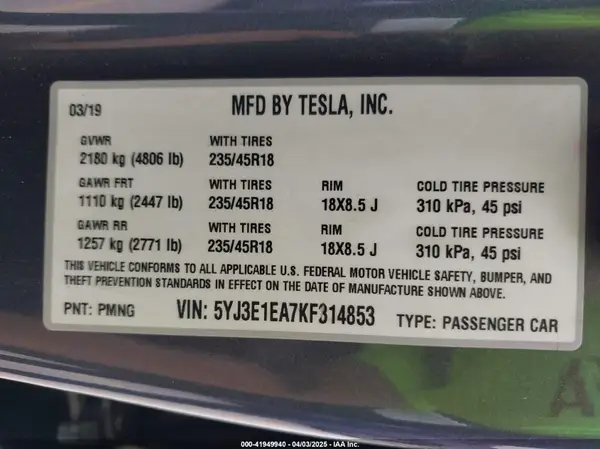 03/19 MFD BY TESLA, INC.
GVWR WITH TIRES
2180 kg (4806 lb) 235/45R18
GAWR FRT WITH TIRES RIM COLD TIRE PRESSURE
1110 kg (2447 lb) 235/45R18 18X8.5 J 310 kPa, 45 psi
GAWR RR WITH TIRES RIM COLD TIRE PRESSURE
1257 kg (2771 lb) 235/45R18 18X8.5 J 310 kPa, 45 psi
THIS VEHICLE CONFORMS TO ALL APPLICABLE U.S. FEDERAL MOTOR VEHICLE SAFETY, BUMPER, AND
THEFT PREVENTION STANDARDS IN EFFECT ON THE DATE OF MANUFACTURE SHOWN ABOVE.
PNT: PMNG VIN: 5YJ3E1EA7KF314853 TYPE: PASSENGER CAR
000-41949940 - 04/03/2025 - IAA Inc.